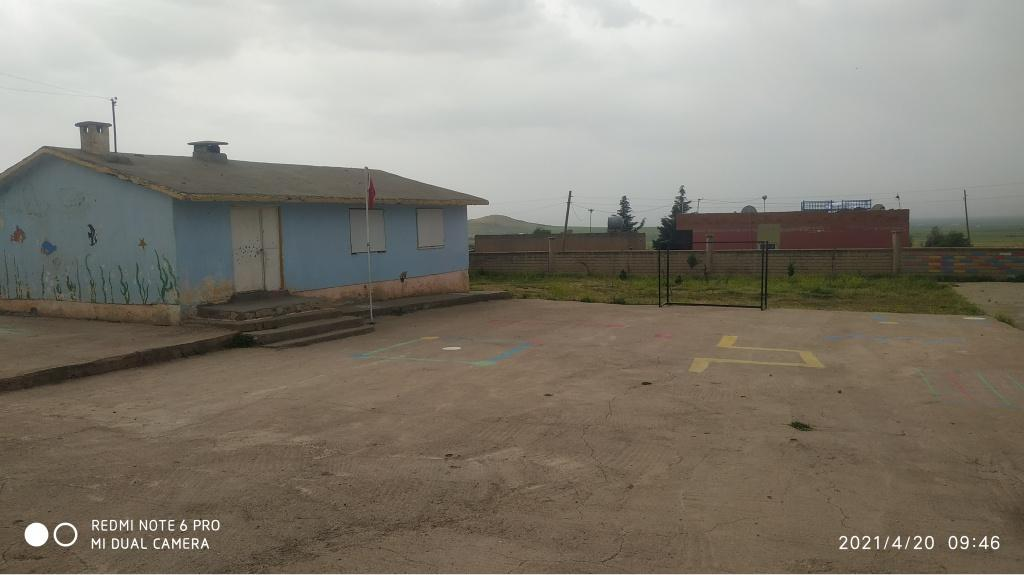 REDMI NOTE 6 PRO
MI DUAL CAMERA
2021/4/20 09:46